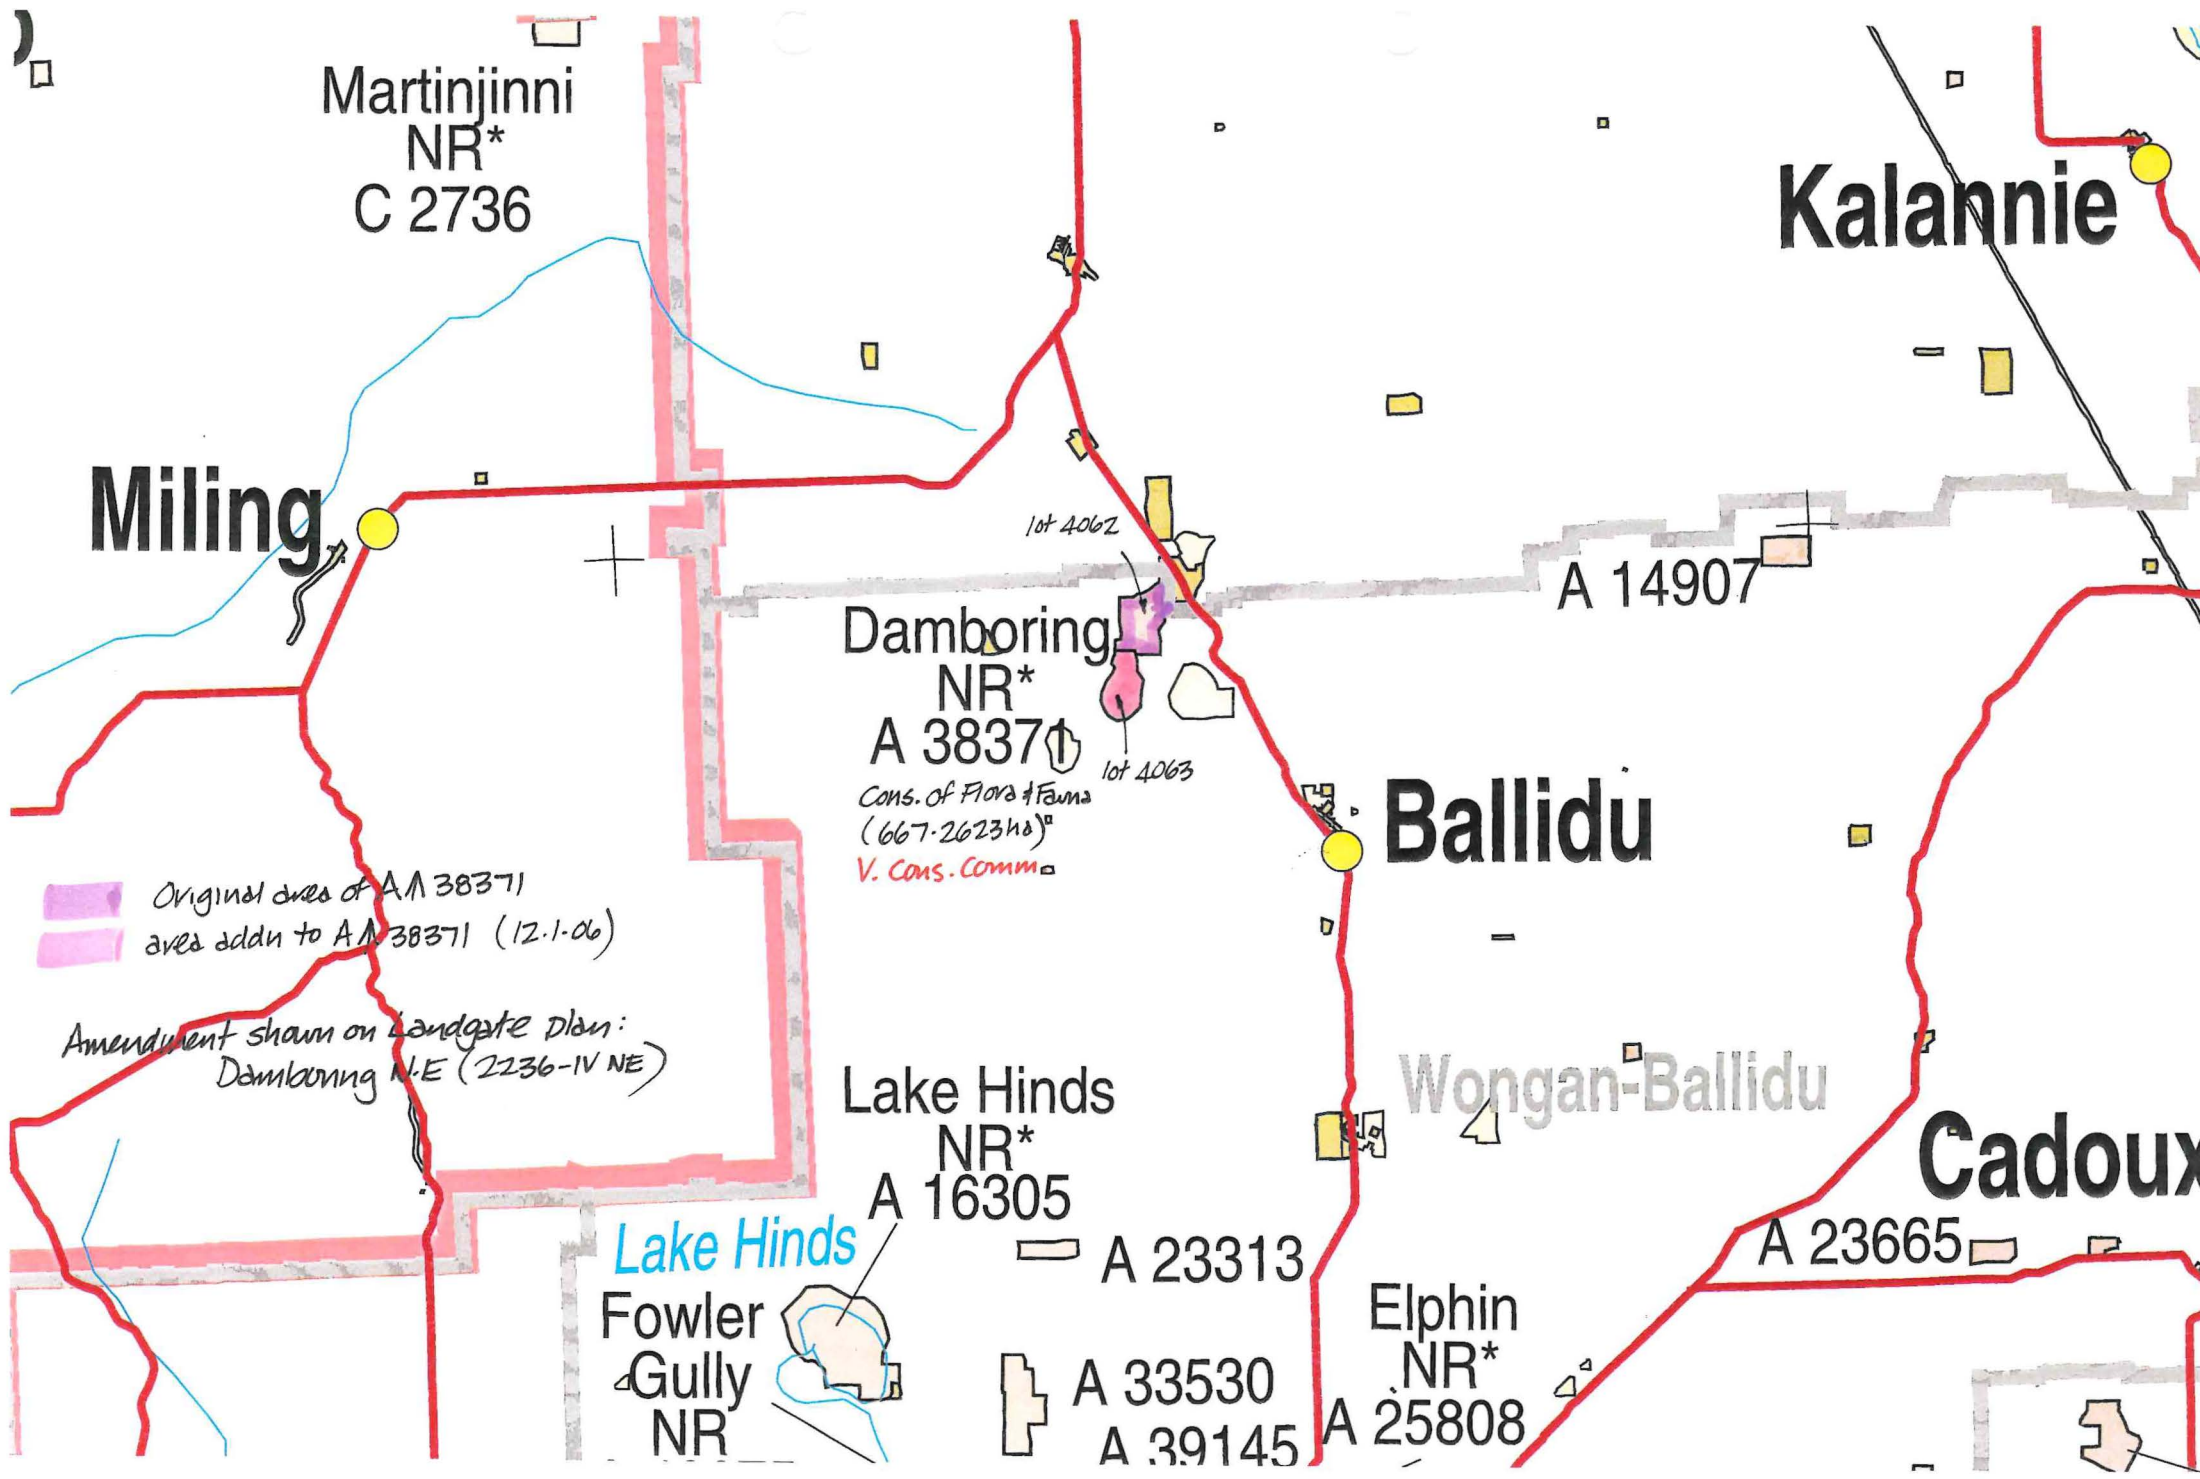 Martinjinni
NR*
C 2736
Kalannie
Miling
lot 4062
A 14907
Damboring
NR*
A 38371
lot 4063
Cons. of Flora & Fauna
(667.2623ha)
V. Cons. Comm.
Ballidu
Original area of A 38371
area addn to A 38371 (12.1.06)
Amendment shown on Landgate plan:
Damboring N.E (2236-IV NE)
Wongan-Ballidu
Cadoux
Lake Hinds
NR*
A 16305
Lake Hinds
A 23313
A 23665
Fowler
Gully
NR
Elphin
NR*
A 25808
A 33530
A 39145